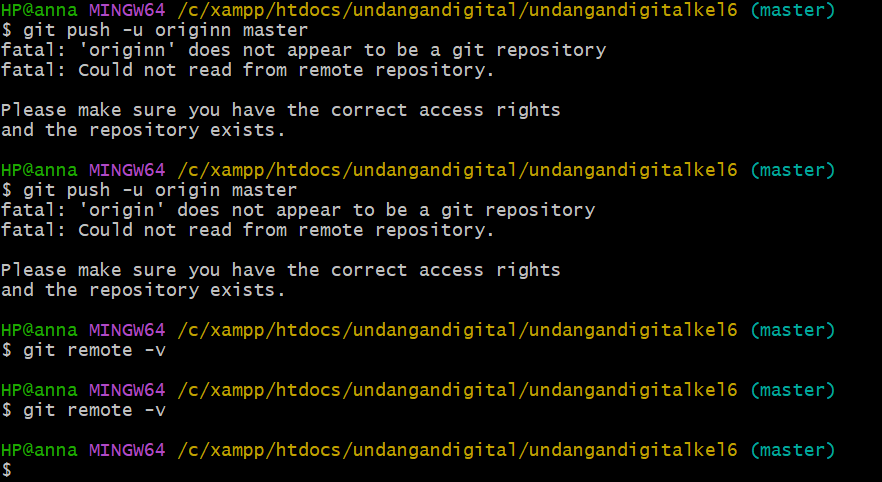 HP@anna MINGW64 /c/xampp/htdocs/undangandigital/undangandigitalkel6 (master)
$ git push -u originn master
fatal: 'originn' does not appear to be a git repository
fatal: Could not read from remote repository.
Please make sure you have the correct access rights
and the repository exists.
HP@anna MINGW64 /c/xampp/htdocs/undangandigital/undangandigitalkel6 (master)
$ git push -u origin master
fatal: 'origin' does not appear to be a git repository
fatal: Could not read from remote repository.
Please make sure you have the correct access rights
and the repository exists.
HP@anna MINGW64 /c/xampp/htdocs/undangandigital/undangandigitalkel6 (master)
$ git remote -v
HP@anna MINGW64 /c/xampp/htdocs/undangandigital/undangandigitalkel6 (master)
$ git remote -v
HP@anna MINGW64 /c/xampp/htdocs/undangandigital/undangandigitalkel6 (master)
$